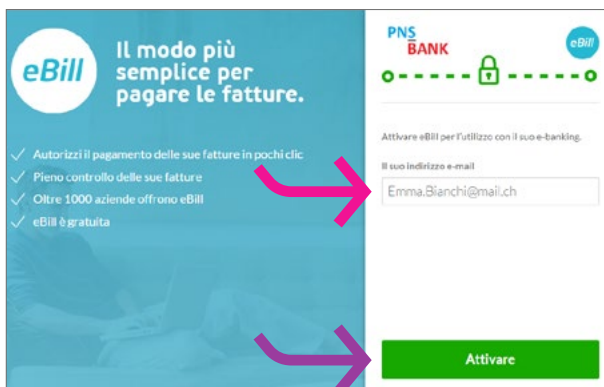 eBill
Il modo più
semplice per
pagare le fatture.
Autorizzi il pagamento delle sue fatture in pochi clic
Pieno controllo delle sue fatture
Oltre 1000 aziende offrono eBill
eBill è gratuita
PNS
BANK
eBill
Attivare eBill per l'utilizzo con il suo e-banking.
Il suo indirizzo e-mail
Emma.Bianchi@mail.ch
Attivare